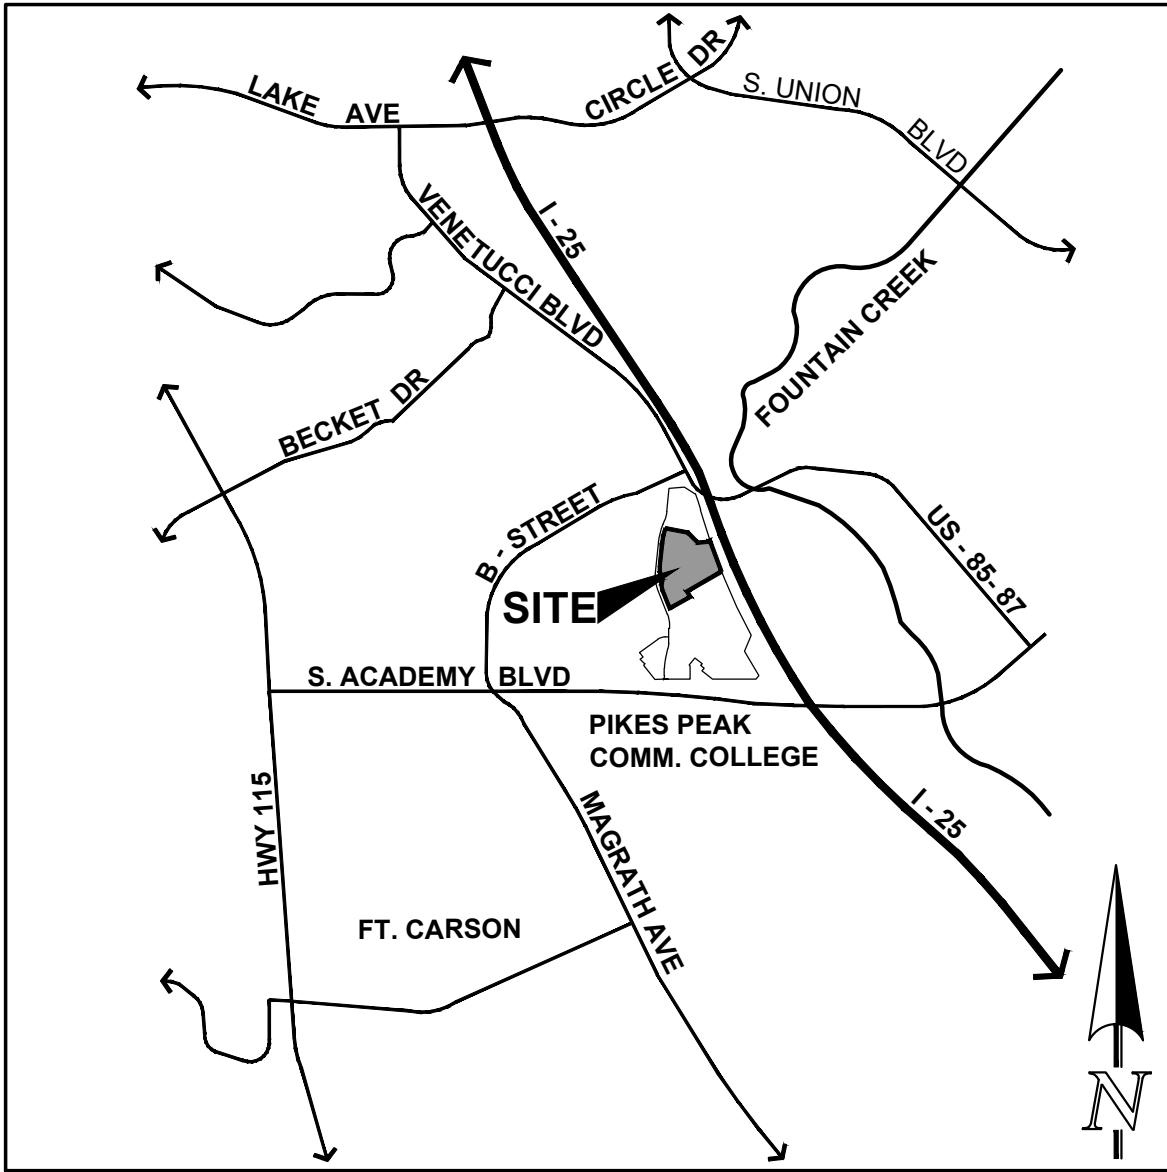 LAKE AVE
CIRCLE DR
S. UNION BLVD
I - 25
VENETUCCI BLVD
FOUNTAIN CREEK
BECKET DR
B - STREET
US - 85- 87
SITE
S. ACADEMY BLVD
PIKES PEAK
COMM. COLLEGE
HWY 115
MAGRATH AVE
I - 25
FT. CARSON
N